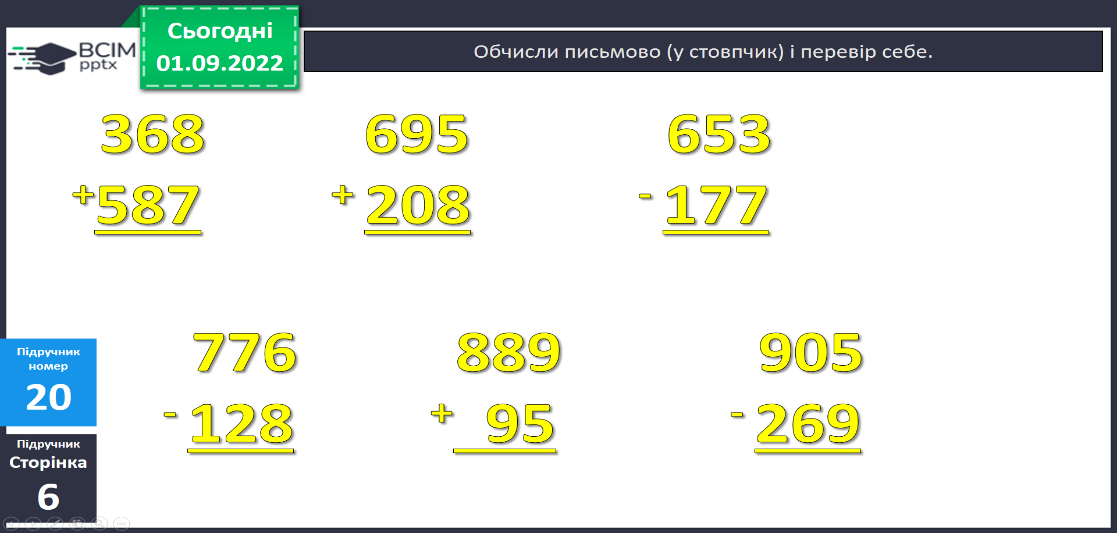 Сьогодні
01.09.2022
BCIM
pptx
Обчисли письмово (у стовпчик) і перевір себе.
368
+587
695
+ 208
653
- 177
776
- 128
889
+ 95
905
- 269
Підручник
номер
20
Підручник
Сторінка
6